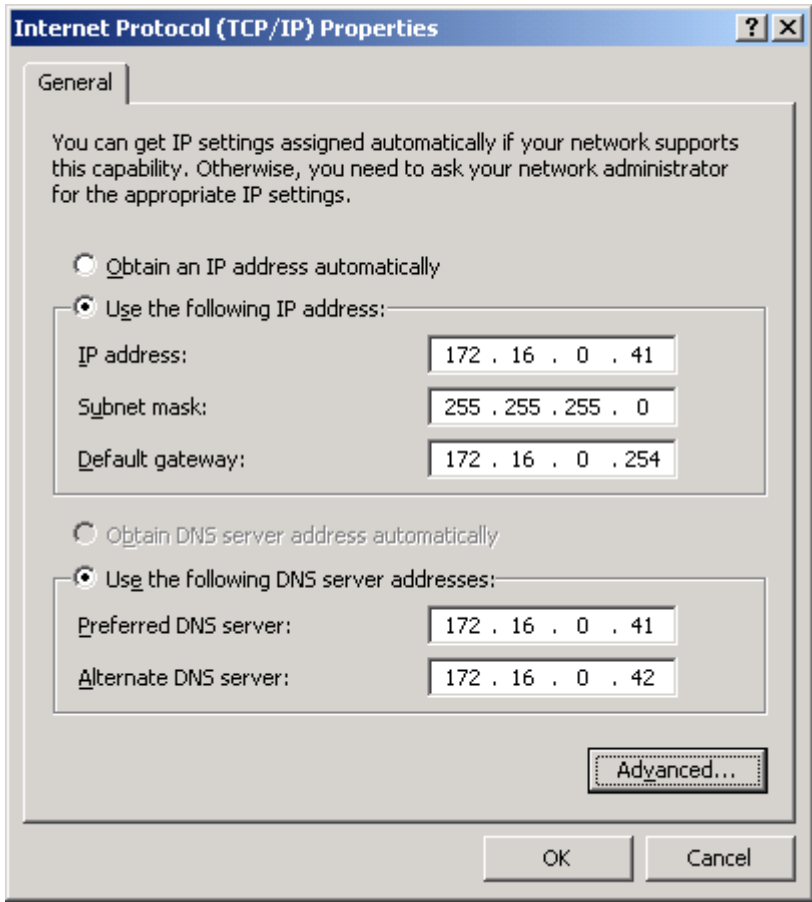 Internet Protocol (TCP/IP) Properties
General
You can get IP settings assigned automatically if your network supports
this capability. Otherwise, you need to ask your network administrator
for the appropriate IP settings.
Obtain an IP address automatically
Use the following IP address:
IP address: 172 . 16 . 0 . 41
Subnet mask: 255 . 255 . 255 . 0
Default gateway: 172 . 16 . 0 . 254
Obtain DNS server address automatically
Use the following DNS server addresses:
Preferred DNS server: 172 . 16 . 0 . 41
Alternate DNS server: 172 . 16 . 0 . 42
Advanced...
OK Cancel